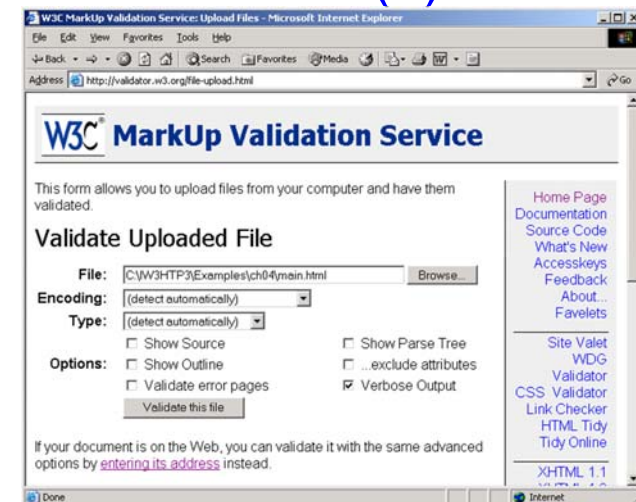 W3C MarkUp Validation Service: Upload Files - Microsoft Internet Explorer
File Edit View Favorites Tools Help
Back Search Favorites Media
Address http://validator.w3.org/file-upload.html Go
W3C® MarkUp Validation Service
This form allows you to upload files from your computer and have them
validated.
Validate Uploaded File
File: C:\IW3HTP3\Examples\ch04\main.html Browse...
Encoding: (detect automatically)
Type: (detect automatically)
Show Source Show Parse Tree
Options: Show Outline ...exclude attributes
Validate error pages Verbose Output
Validate this file
If your document is on the Web, you can validate it with the same advanced
options by entering its address instead.
Home Page
Documentation
Source Code
What's New
Accesskeys
Feedback
About...
Favelets
Site Valet
WDG
Validator
CSS Validator
Link Checker
HTML Tidy
Tidy Online
XHTML 1.1
Done Internet